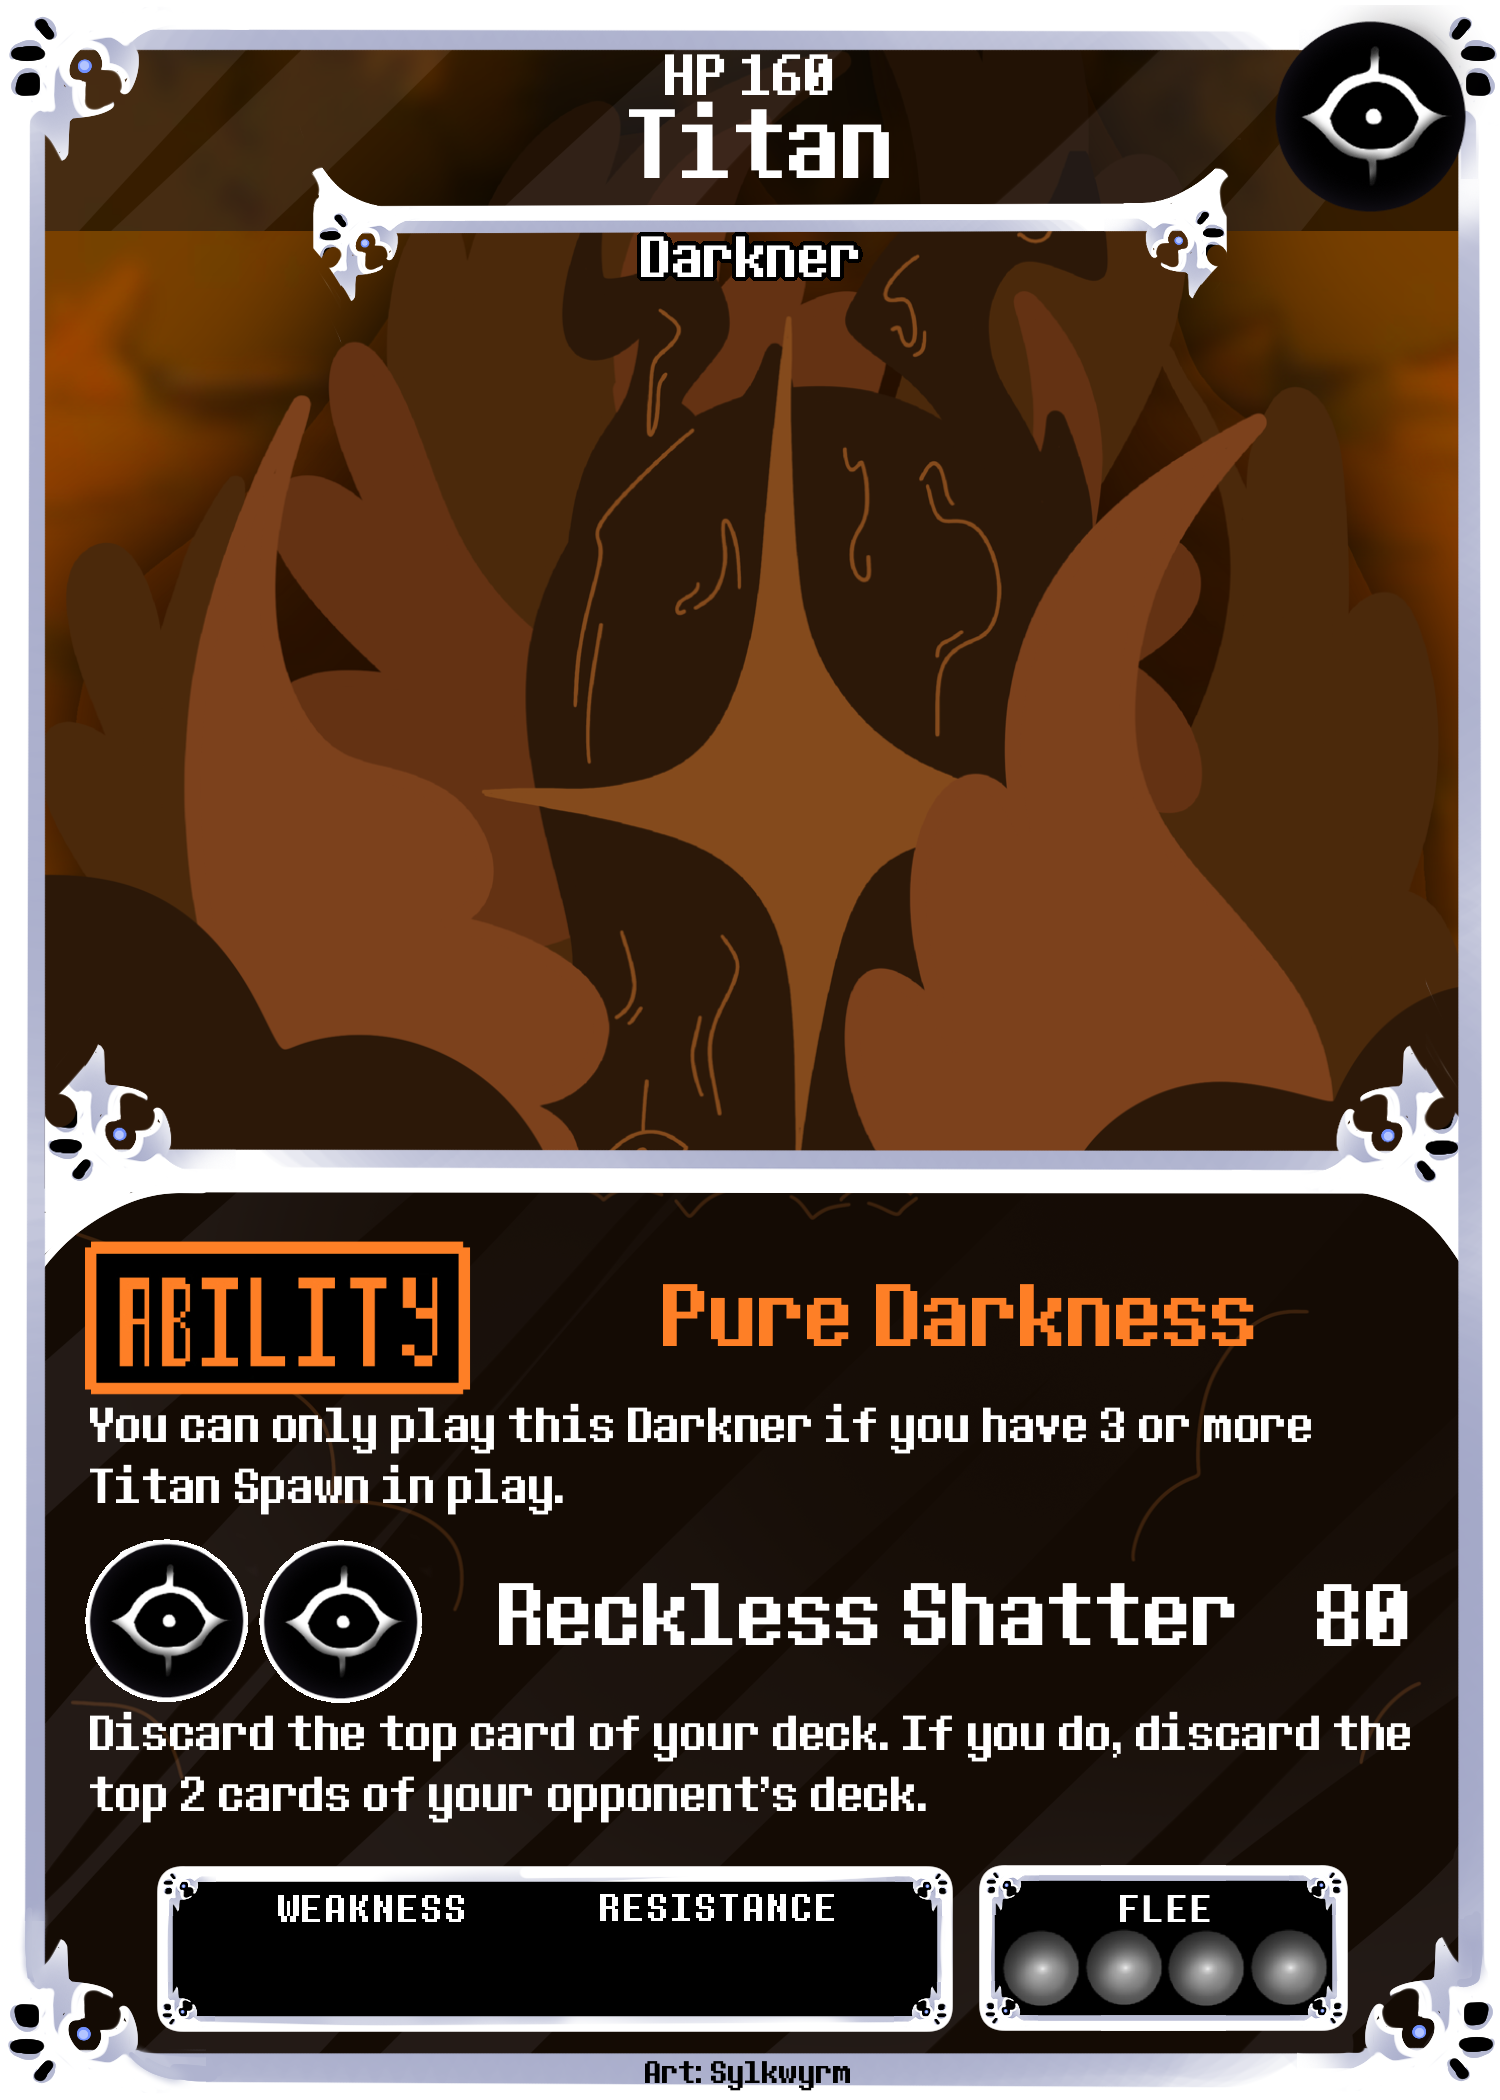 HP 160
Titan
Darkner
ABILITY
Pure Darkness
You can only play this Darkner if you have 3 or more
Titan Spawn in play.
Reckless Shatter 80
Discard the top card of your deck. If you do, discard the
top 2 cards of your opponent's deck.
WEAKNESS RESISTANCE
FLEE
Art: Sylkwyrm